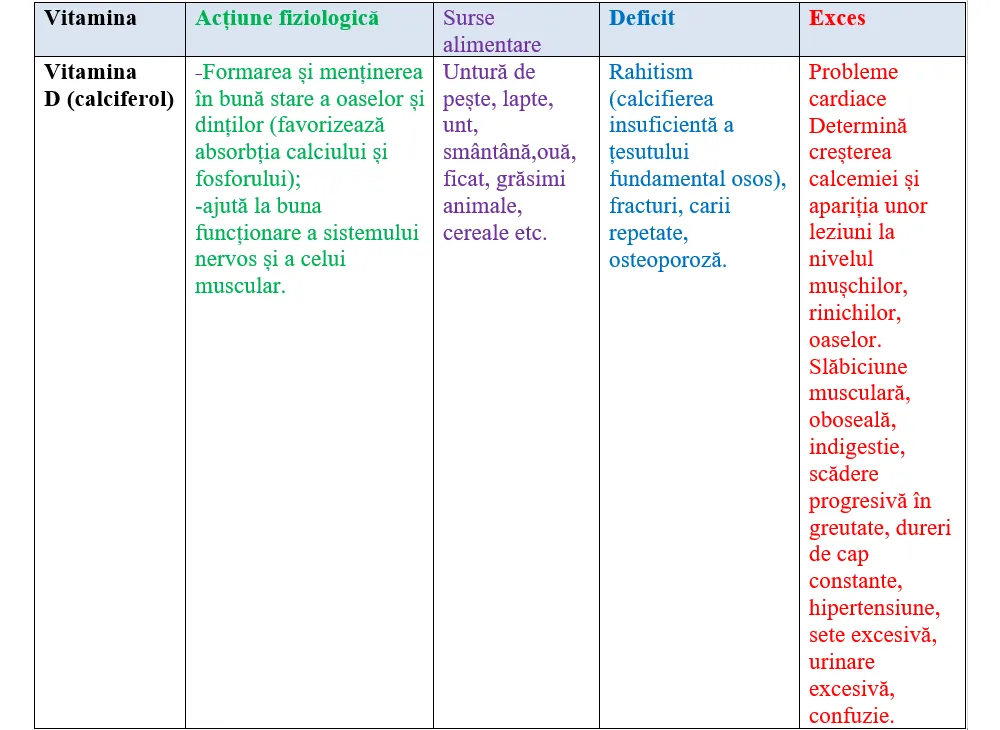 Vitamina
Acțiune fiziologică
Surse
alimentare
Deficit
Exces
Vitamina
D (calciferol)
-Formarea și menținerea
în bună stare a oaselor și
dinților (favorizează
absorbția calciului și
fosforului);
-ajută la buna
funcționare a sistemului
nervos și a celui
muscular.
Untură de
pește, lapte,
unt,
smântână,ouă,
ficat, grăsimi
animale,
cereale etc.
Rahitism
(calcifierea
insuficientă a
țesutului
fundamental osos),
fracturi, carii
repetate,
osteoporoză.
Probleme
cardiace
Determină
creșterea
calcemiei și
apariția unor
leziuni la
nivelul
mușchilor,
rinichilor,
oaselor.
Slăbiciune
musculară,
oboseală,
indigestie,
scădere
progresivă în
greutate, dureri
de cap
constante,
hipertensiune,
sete excesivă,
urinare
excesivă,
confuzie.